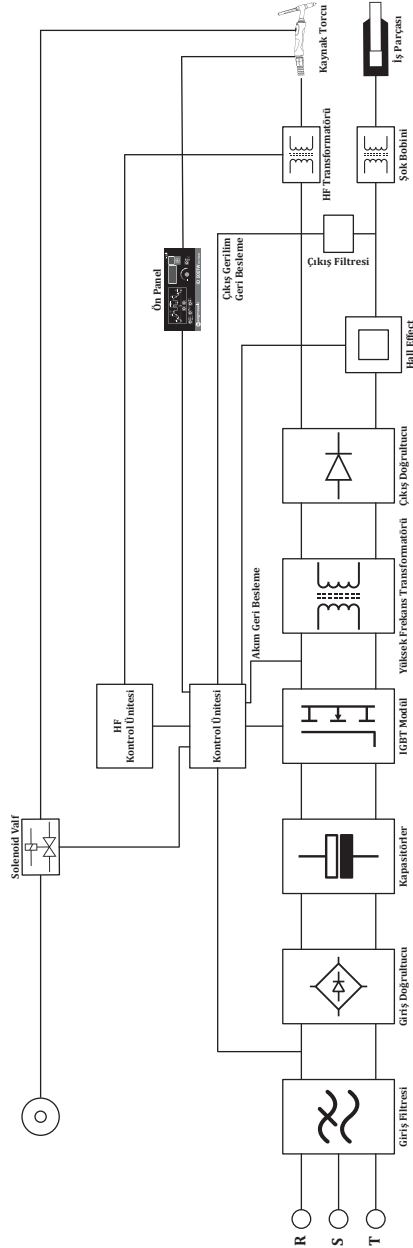 R
S
T
Giriş Filtresi
Giriş Doğrultucu
Kapasitörler
IGBT Modül
Yüksek Frekans Transformatörü
Çıkış Doğrultucu
Hall Effect
Çıkış Filtresi
Şok Bobini
İş Parçası
Solenoid Valf
HF
Kontrol Ünitesi
Kontrol Ünitesi
Akım Geri Besleme
Çıkış Gerilim
Geri Besleme
Ön Panel
HF Transformatörü
Kaynak Torcu